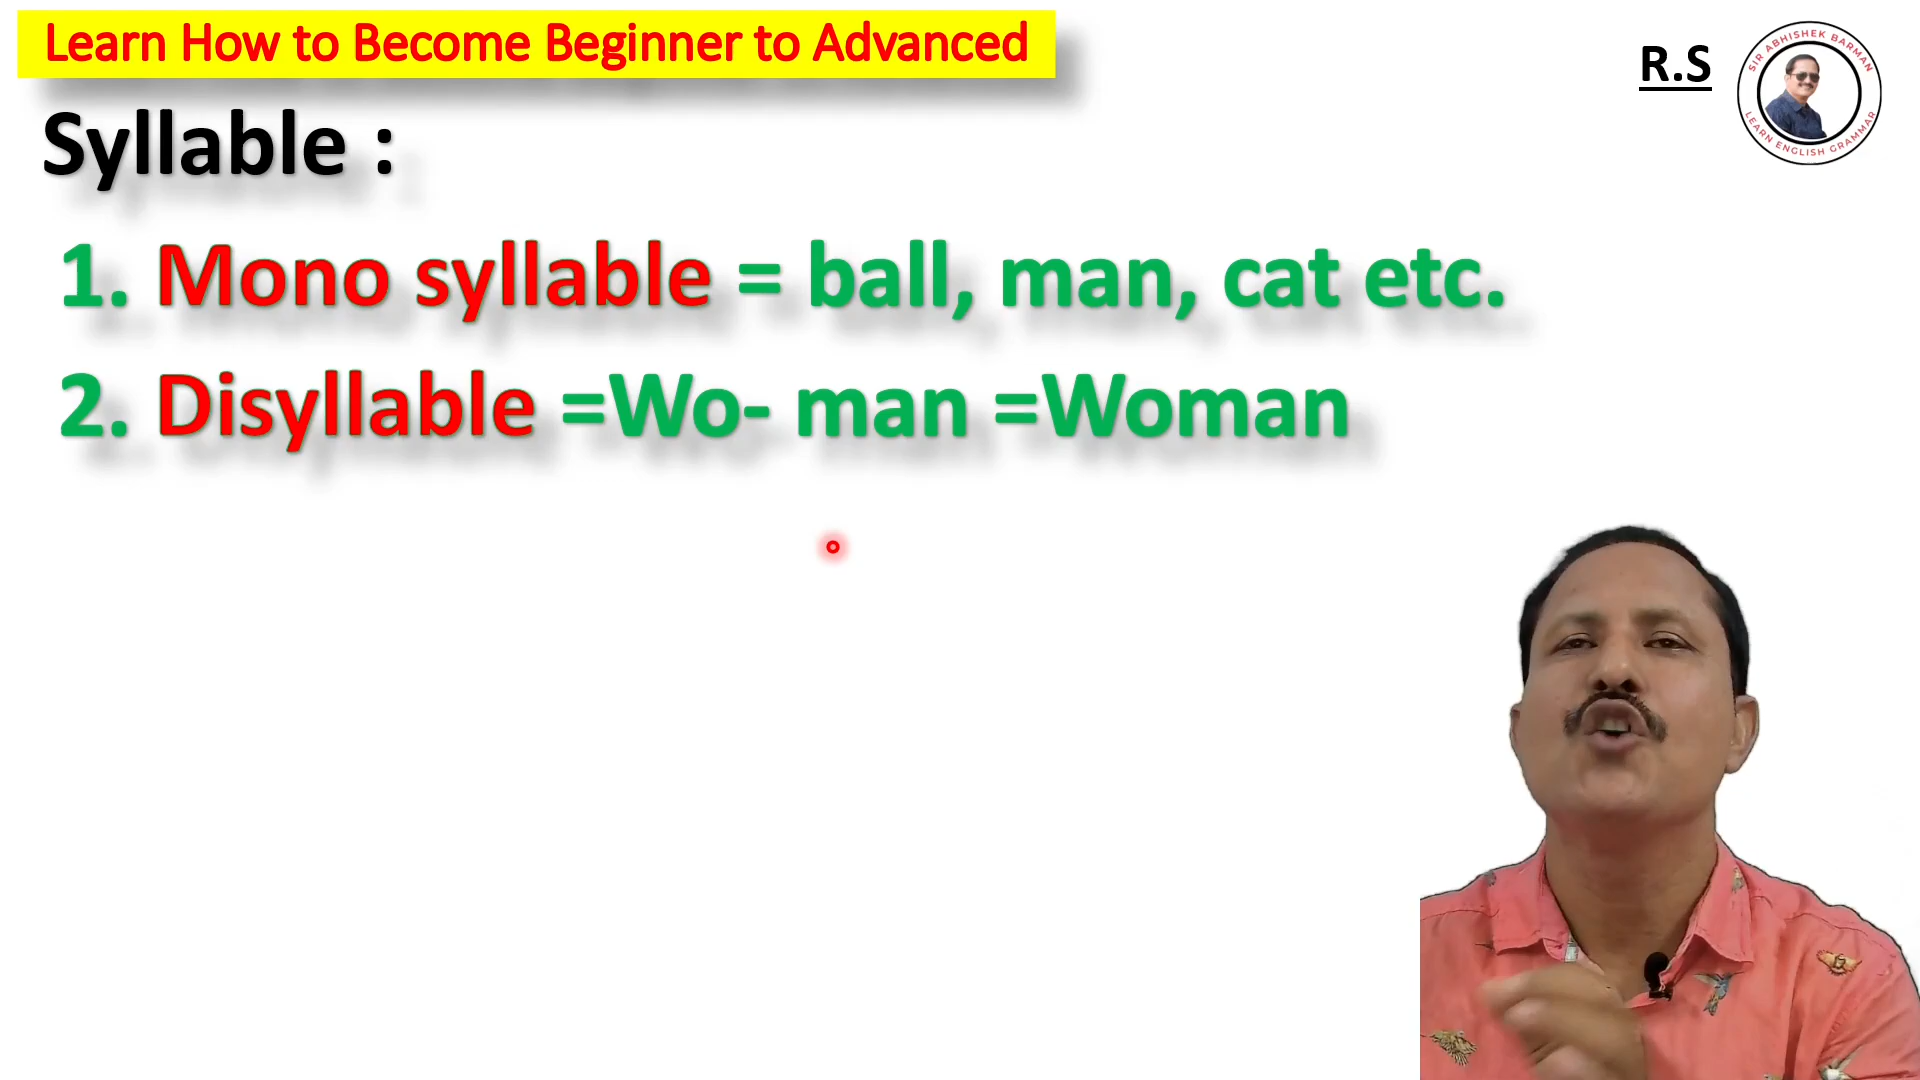 Learn How to Become Beginner to Advanced
R.S
SIR ABHISHEK BARMAN
LEARN ENGLISH GRAMMAR
Syllable :
1. Mono syllable = ball, man, cat etc.
2. Disyllable =Wo- man =Woman